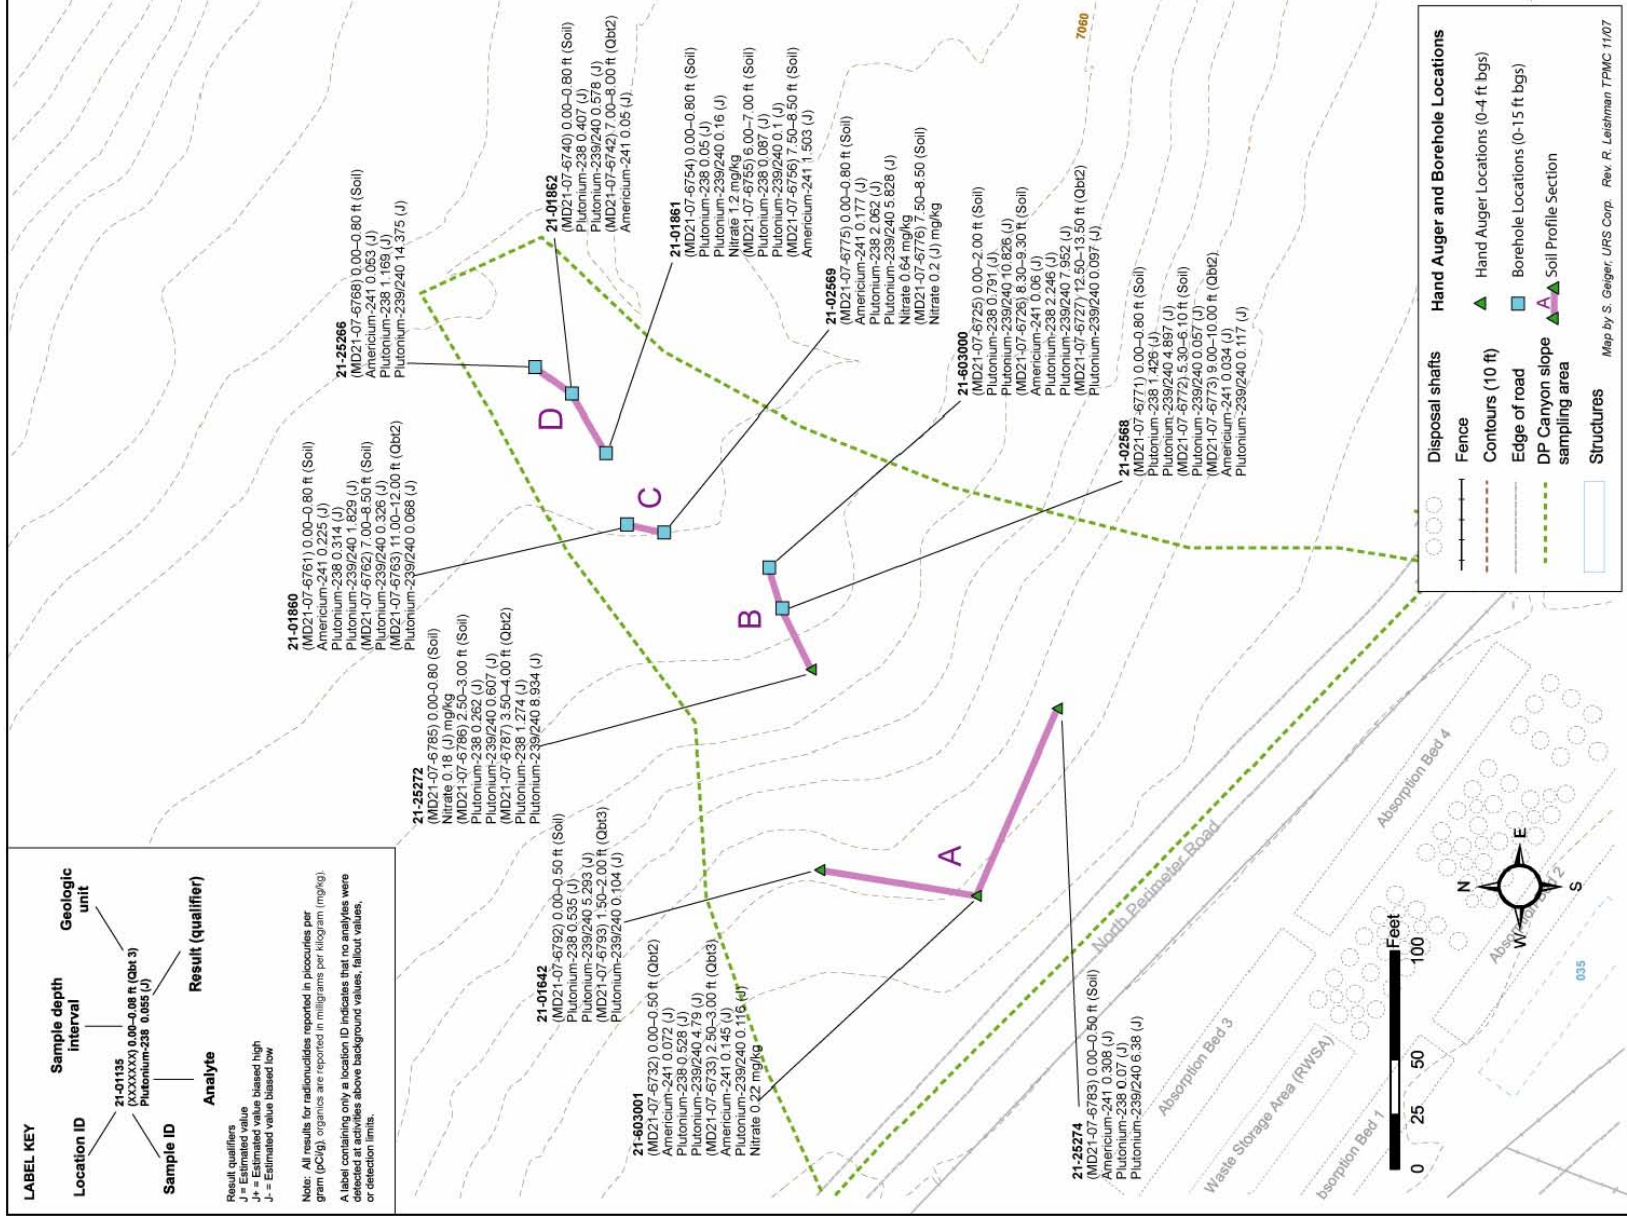 LABEL KEY
Location ID
Sample depth
interval
Geologic
unit
21-01135
(XXXXXXX) 0.00–0.08 ft (Qbt 3)
Plutonium-238 0.055 (J)
Sample ID
Analyte
Result (qualifier)
Result qualifiers
J = Estimated value
J+ = Estimated value biased high
J- = Estimated value biased low
Note: All results for radionuclides reported in picocuries per
gram (pCi/g), organics are reported in miligrams per kilogram (mg/kg).
A label containing only a location ID indicates that no analytes were
detected at activities above background values, fallout values,
or detection limits.
21-25266
(MD21-07-6768) 0.00–0.80 ft (Soil)
Americium-241 0.053 (J)
Plutonium-238 1.169 (J)
Plutonium-239/240 14.375 (J)
21-01862
(MD21-07-6740) 0.00–0.80 ft (Soil)
Plutonium-238 0.407 (J)
Plutonium-239/240 0.578 (J)
(MD21-07-6742) 7.00–8.00 ft (Qbt2)
Americium-241 0.05 (J)
21-01861
(MD21-07-6754) 0.00–0.80 ft (Soil)
Plutonium-238 0.05 (J)
Plutonium-239/240 0.16 (J)
Nitrate 1.2 mg/kg
(MD21-07-6755) 6.00–7.00 ft (Soil)
Plutonium-238 0.087 (J)
Plutonium-239/240 0.1 (J)
(MD21-07-6756) 7.50–8.50 ft (Soil)
Americium-241 1.503 (J)
21-01860
(MD21-07-6761) 0.00–0.80 ft (Soil)
Americium-241 0.225 (J)
Plutonium-238 0.314 (J)
Plutonium-239/240 1.829 (J)
(MD21-07-6762) 7.00–8.50 ft (Soil)
Plutonium-239/240 0.326 (J)
(MD21-07-6763) 11.00–12.00 ft (Qbt2)
Plutonium-239/240 0.068 (J)
21-02569
(MD21-07-6775) 0.00–0.80 ft (Soil)
Americium-241 0.177 (J)
Plutonium-238 2.062 (J)
Plutonium-239/240 5.828 (J)
Nitrate 0.64 mg/kg
(MD21-07-6776) 7.50–8.50 (Soil)
Nitrate 0.2 (J) mg/kg
21-25272
(MD21-07-6785) 0.00–0.80 (Soil)
Nitrate 0.18 (J) mg/kg
(MD21-07-6786) 2.50–3.00 ft (Soil)
Plutonium-238 0.262 (J)
Plutonium-239/240 0.607 (J)
(MD21-07-6787) 3.50–4.00 ft (Qbt2)
Plutonium-238 1.274 (J)
Plutonium-239/240 8.934 (J)
21-603000
(MD21-07-6725) 0.00–2.00 ft (Soil)
Plutonium-238 0.791 (J)
Plutonium-239/240 10.826 (J)
(MD21-07-6726) 8.30–9.30 ft (Soil)
Americium-241 0.06 (J)
Plutonium-238 2.246 (J)
Plutonium-239/240 7.952 (J)
(MD21-07-6727) 12.50–13.50 ft (Qbt2)
Plutonium-239/240 0.097 (J)
21-02568
(MD21-07-6771) 0.00–0.80 ft (Soil)
Plutonium-238 1.426 (J)
Plutonium-239/240 4.897 (J)
(MD21-07-6772) 5.30–6.10 ft (Soil)
Plutonium-239/240 0.057 (J)
(MD21-07-6773) 9.00–10.00 ft (Qbt2)
Americium-241 0.034 (J)
Plutonium-239/240 0.117 (J)
21-01642
(MD21-07-6792) 0.00–0.50 ft (Soil)
Plutonium-238 0.535 (J)
Plutonium-239/240 5.293 (J)
(MD21-07-6793) 1.50–2.00 ft (Qbt3)
Plutonium-239/240 0.104 (J)
21-603001
(MD21-07-6732) 0.00–0.50 ft (Qbt2)
Americium-241 0.072 (J)
Plutonium-238 0.528 (J)
Plutonium-239/240 4.79 (J)
(MD21-07-6733) 2.50–3.00 ft (Qbt3)
Americium-241 0.145 (J)
Plutonium-239/240 0.116 (J)
Nitrate 0.22 mg/kg
21-25274
(MD21-07-6783) 0.00–0.50 ft (Soil)
Americium-241 0.308 (J)
Plutonium-238 0.07 (J)
Plutonium-239/240 6.38 (J)
D
C
B
A
7060
North Perimeter Road
Absorption Bed 4
Absorption Bed 3
Waste Storage Area (RWSA)
bsorption Bed 1
Absorption Bed 2
035
N
E
S
W
Feet
0
25
50
100
Disposal shafts
Fence
Contours (10 ft)
Edge of road
DP Canyon slope
sampling area
Structures
Hand Auger and Borehole Locations
Hand Auger Locations (0-4 ft bgs)
Borehole Locations (0-15 ft bgs)
A
Soil Profile Section
Map by S. Geiger, URS Corp. Rev. R. Leishman TPMC 11/07